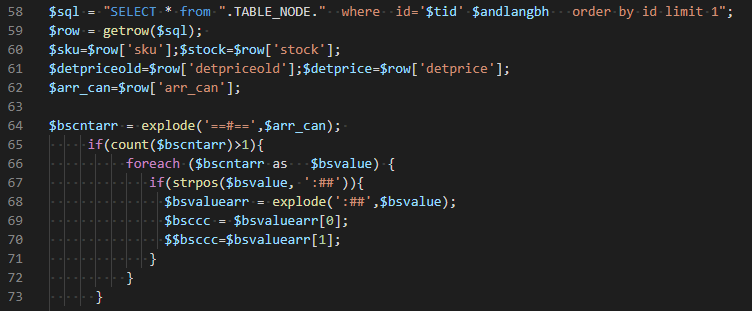 58 $sql = "SELECT * from ".TABLE_NODE." where id='$tid' $andlangbh order by id limit 1";
59 $row = getrow($sql);
60 $sku=$row['sku'];$stock=$row['stock'];
61 $detpriceold=$row['detpriceold'];$detprice=$row['detprice'];
62 $arr_can=$row['arr_can'];
63
64 $bscntarr = explode('==#==',$arr_can);
65 if(count($bscntarr)>1){
66 foreach ($bscntarr as $bsvalue) {
67 if(strpos($bsvalue, ':##')){
68 $bsvaluearr = explode(':##',$bsvalue);
69 $bsccc = $bsvaluearr[0];
70 $$bsccc=$bsvaluearr[1];
71 }
72 }
73 }